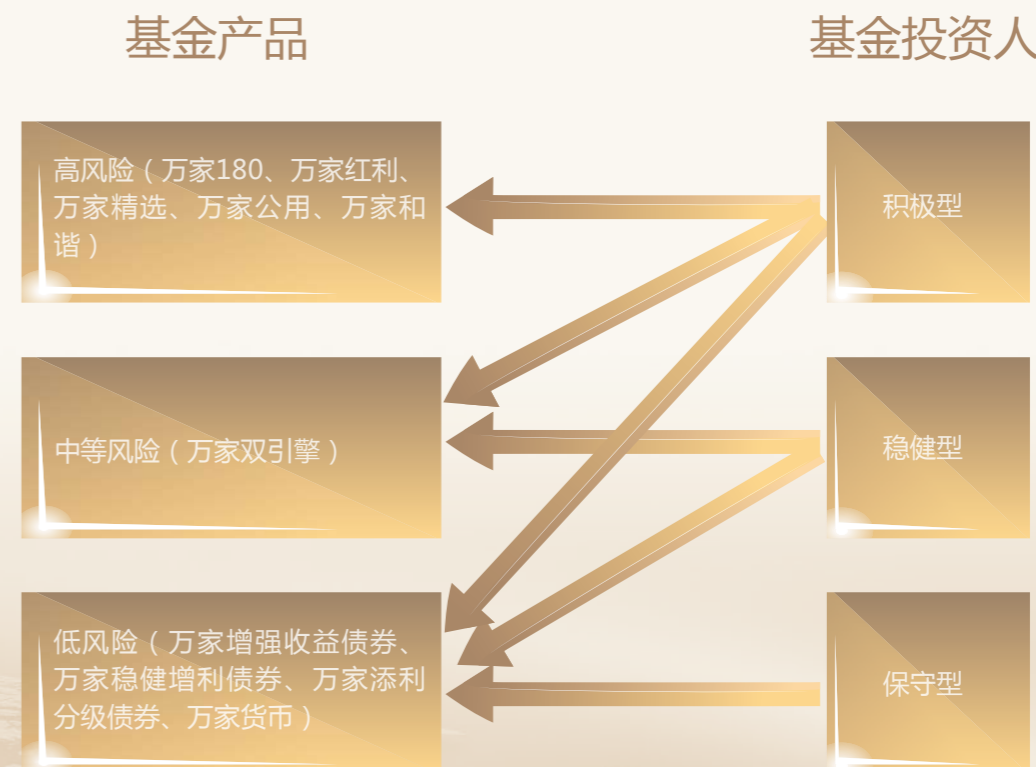 基金产品
基金投资人
高风险（万家180、万家红利、
万家精选、万家公用、万家和
谐）
积极型
中等风险（万家双引擎）
稳健型
低风险（万家增强收益债券、
万家稳健增利债券、万家添利
分级债券、万家货币）
保守型